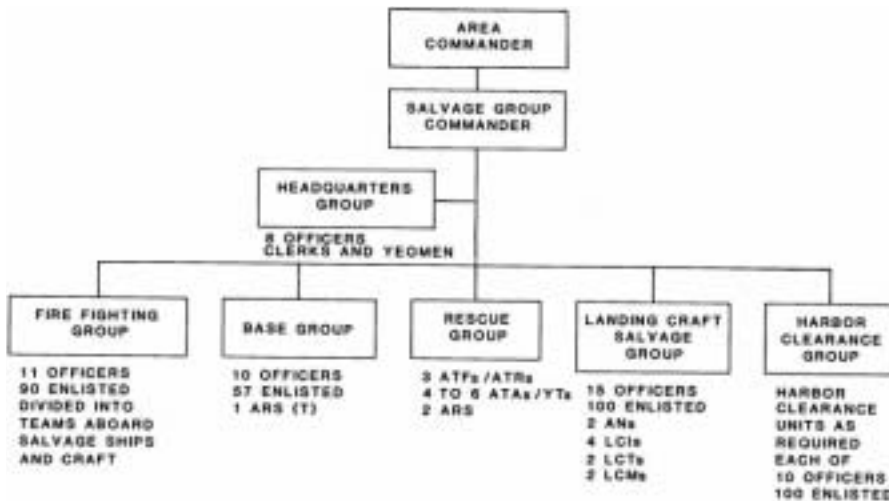 AREA
COMMANDER
SALVAGE GROUP
COMMANDER
HEADQUARTERS
GROUP
8 OFFICERS
CLERKS AND YEOMEN
FIRE FIGHTING
GROUP
11 OFFICERS
90 ENLISTED
DIVIDED INTO
TEAMS ABOARD
SALVAGE SHIPS
AND CRAFT
BASE GROUP
10 OFFICERS
57 ENLISTED
1 ARS (T)
RESCUE
GROUP
3 ATFs/ATRs
4 TO 6 ATAs/YTs
2 ARS
LANDING CRAFT
SALVAGE
GROUP
15 OFFICERS
100 ENLISTED
2 ANs
4 LCIs
2 LCTs
2 LCMs
HARBOR
CLEARANCE
GROUP
HARBOR
CLEARANCE
UNITS AS
REQUIRED
EACH OF
10 OFFICERS
100 ENLISTED